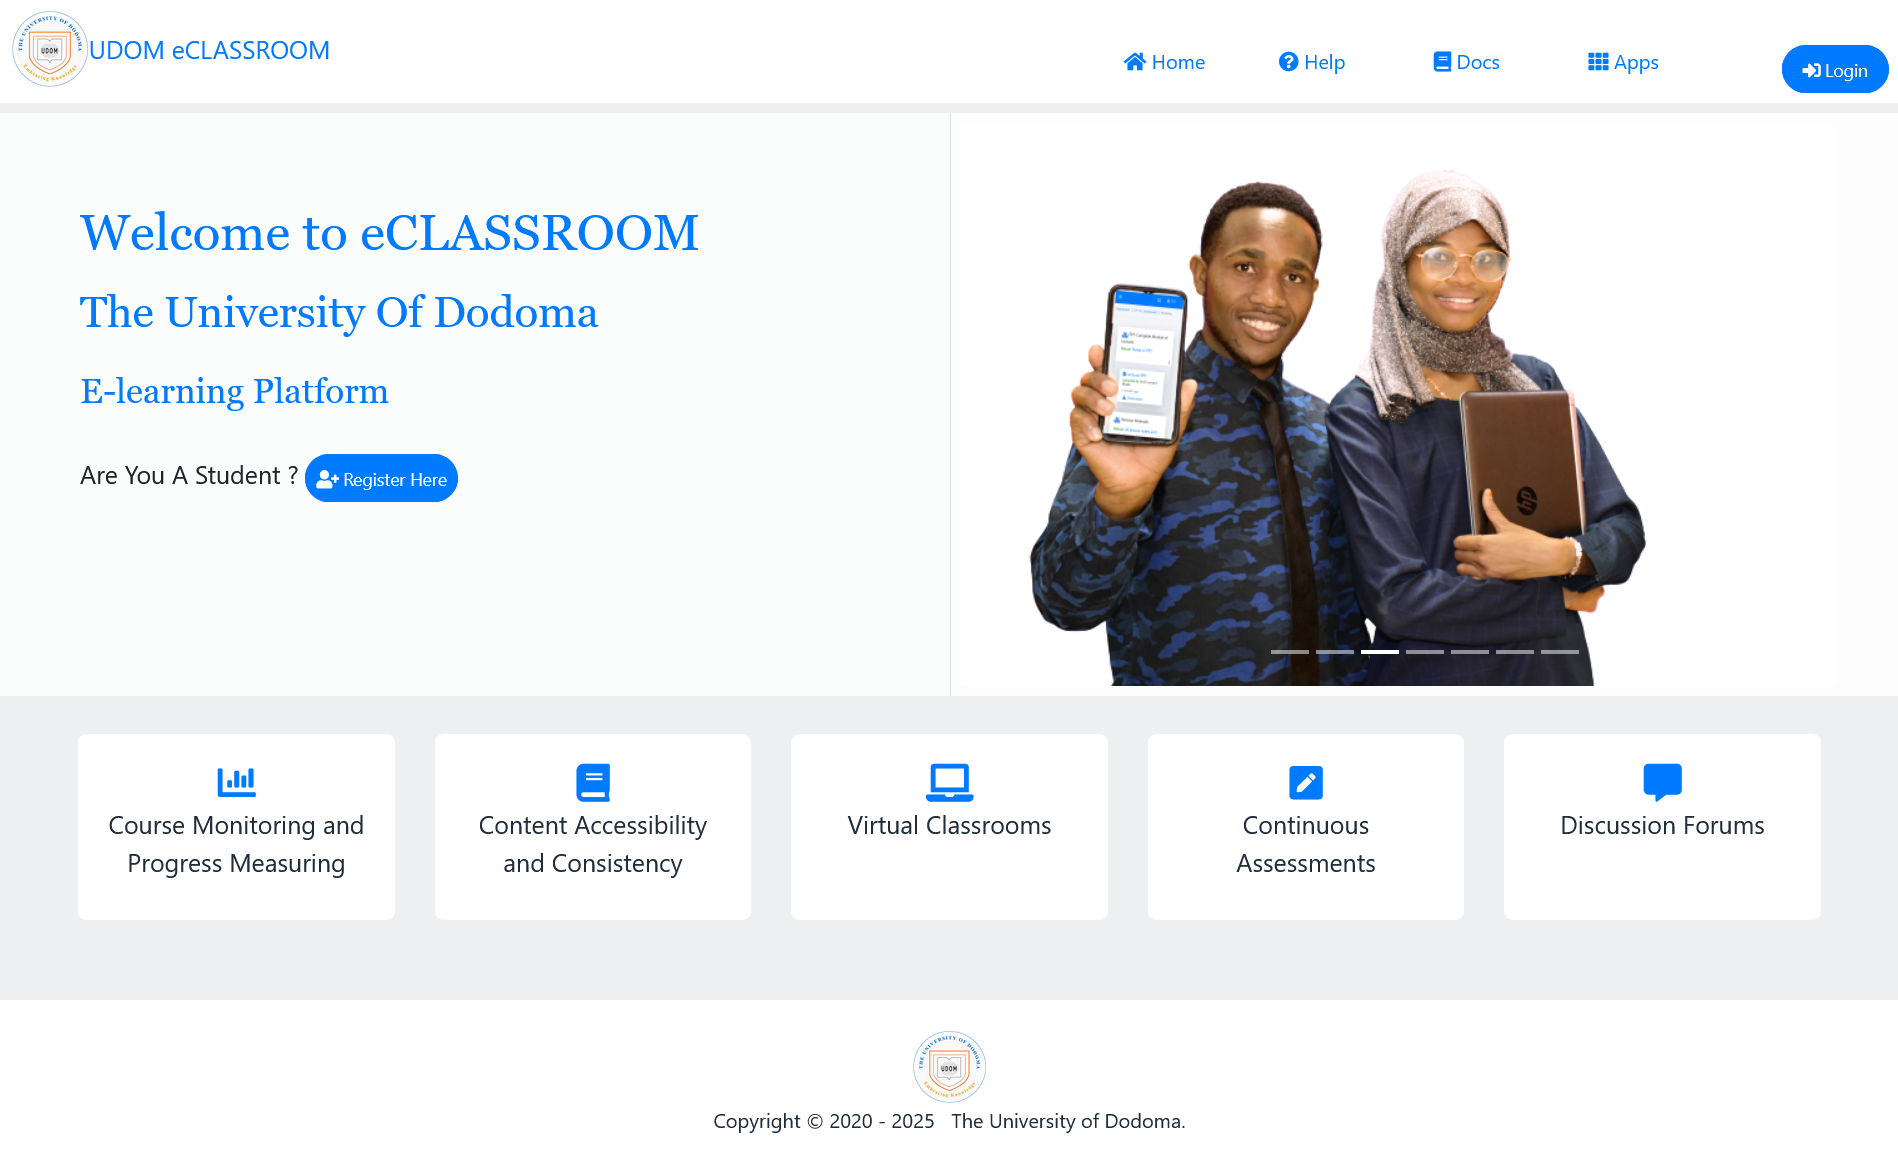 THE UNIVERSITY OF DODOMA
UDOM
Embracing Knowledge
UDOM eCLASSROOM
Home
Help
Docs
Apps
Login
Welcome to eCLASSROOM
The University Of Dodoma
E-learning Platform
Are You A Student ?
Register Here
hp
Course Monitoring and
Progress Measuring
Content Accessibility
and Consistency
Virtual Classrooms
Continuous
Assessments
Discussion Forums
THE UNIVERSITY OF DODOMA
UDOM
Embracing Knowledge
Copyright © 2020 - 2025 The University of Dodoma.